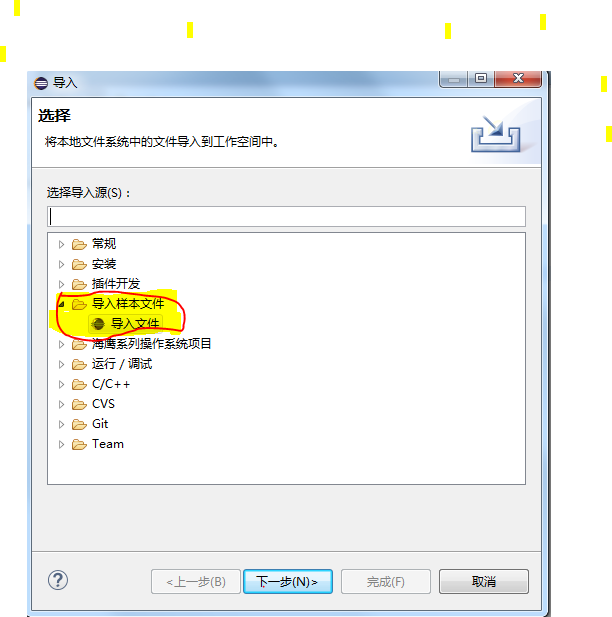 导入
选择
将本地文件系统中的文件导入到工作空间中。
选择导入源(S)：
常规
安装
插件开发
导入样本文件
导入文件
海鹰系列操作系统项目
运行／调试
C/C++
CVS
Git
Team
?
<上一步(B)
下一步(N)>
完成(F)
取消